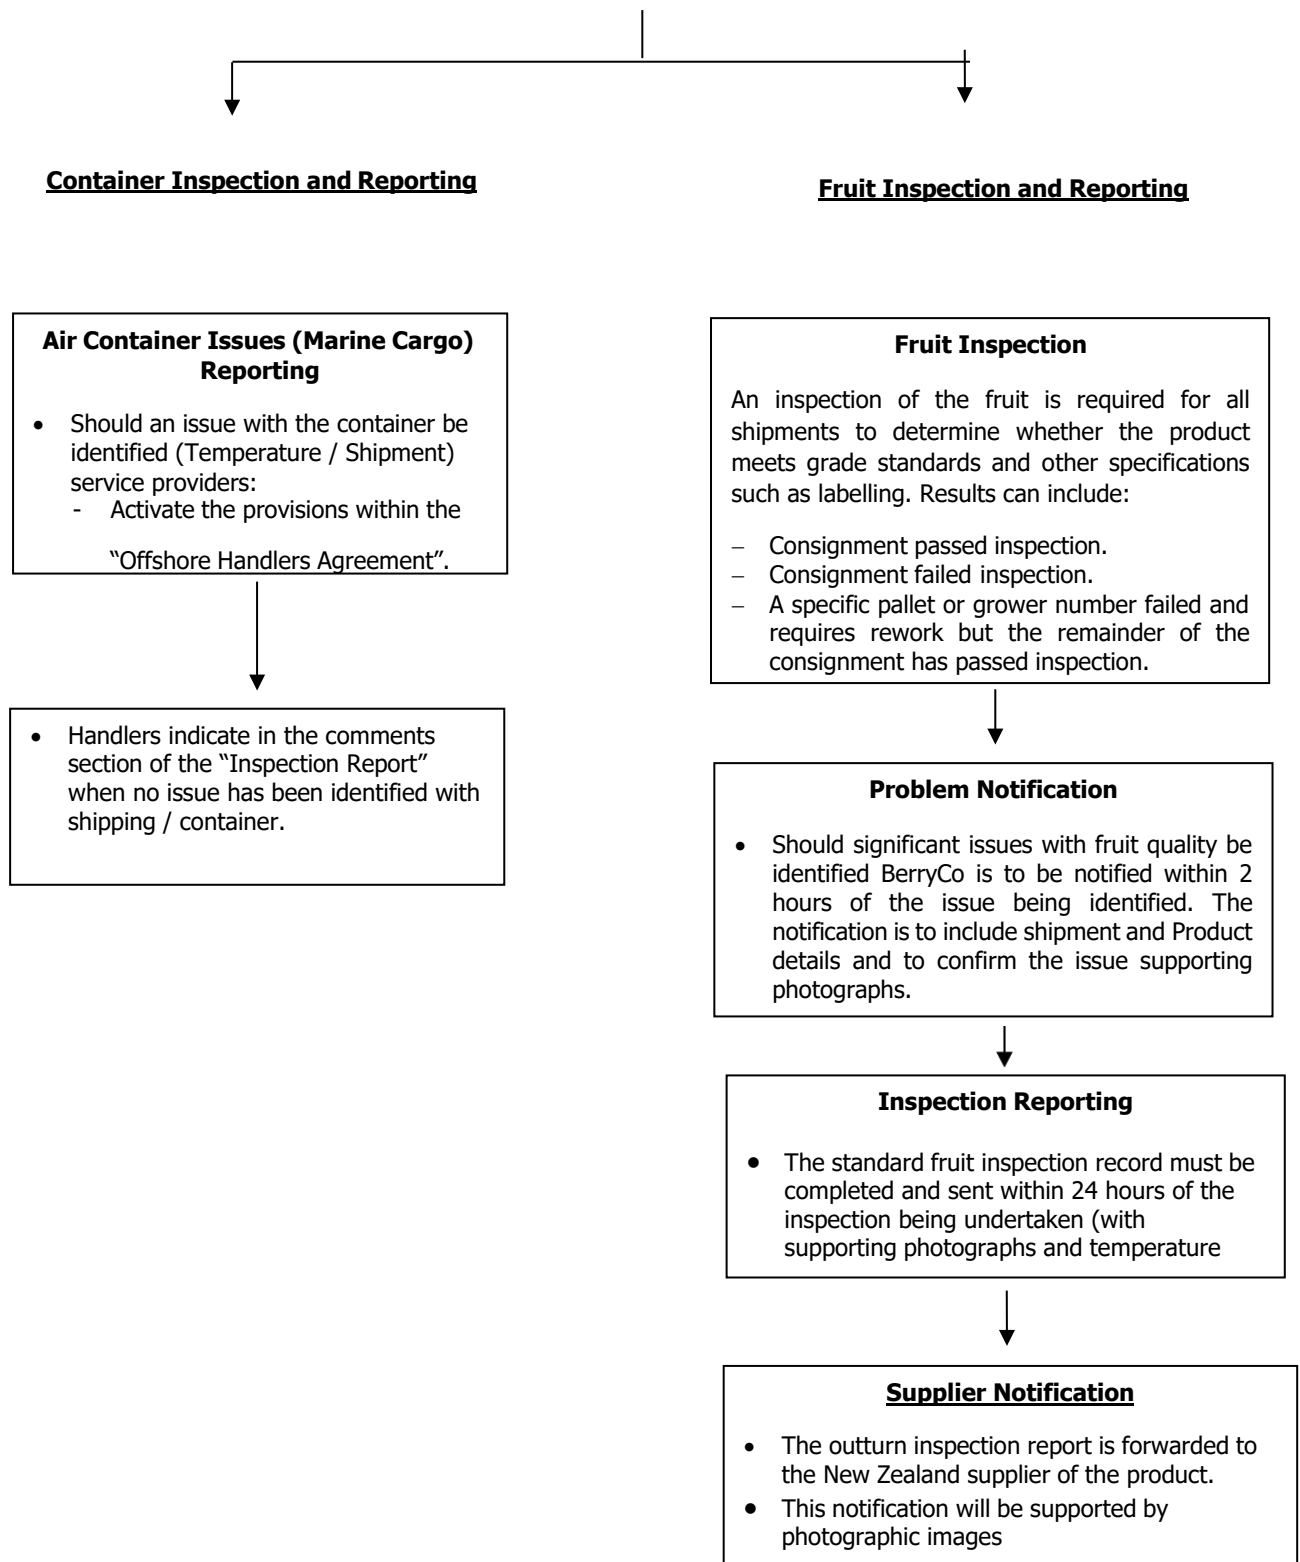 Container Inspection and Reporting
Air Container Issues (Marine Cargo)
Reporting
• Should an issue with the container be
identified (Temperature / Shipment)
service providers:
- Activate the provisions within the
“Offshore Handlers Agreement”.
• Handlers indicate in the comments
section of the “Inspection Report”
when no issue has been identified with
shipping / container.
Fruit Inspection and Reporting
Fruit Inspection
An inspection of the fruit is required for all
shipments to determine whether the product
meets grade standards and other specifications
such as labelling. Results can include:
– Consignment passed inspection.
– Consignment failed inspection.
– A specific pallet or grower number failed and
requires rework but the remainder of the
consignment has passed inspection.
Problem Notification
• Should significant issues with fruit quality be
identified BerryCo is to be notified within 2
hours of the issue being identified. The
notification is to include shipment and Product
details and to confirm the issue supporting
photographs.
Inspection Reporting
• The standard fruit inspection record must be
completed and sent within 24 hours of the
inspection being undertaken (with
supporting photographs and temperature
Supplier Notification
• The outturn inspection report is forwarded to
the New Zealand supplier of the product.
• This notification will be supported by
photographic images